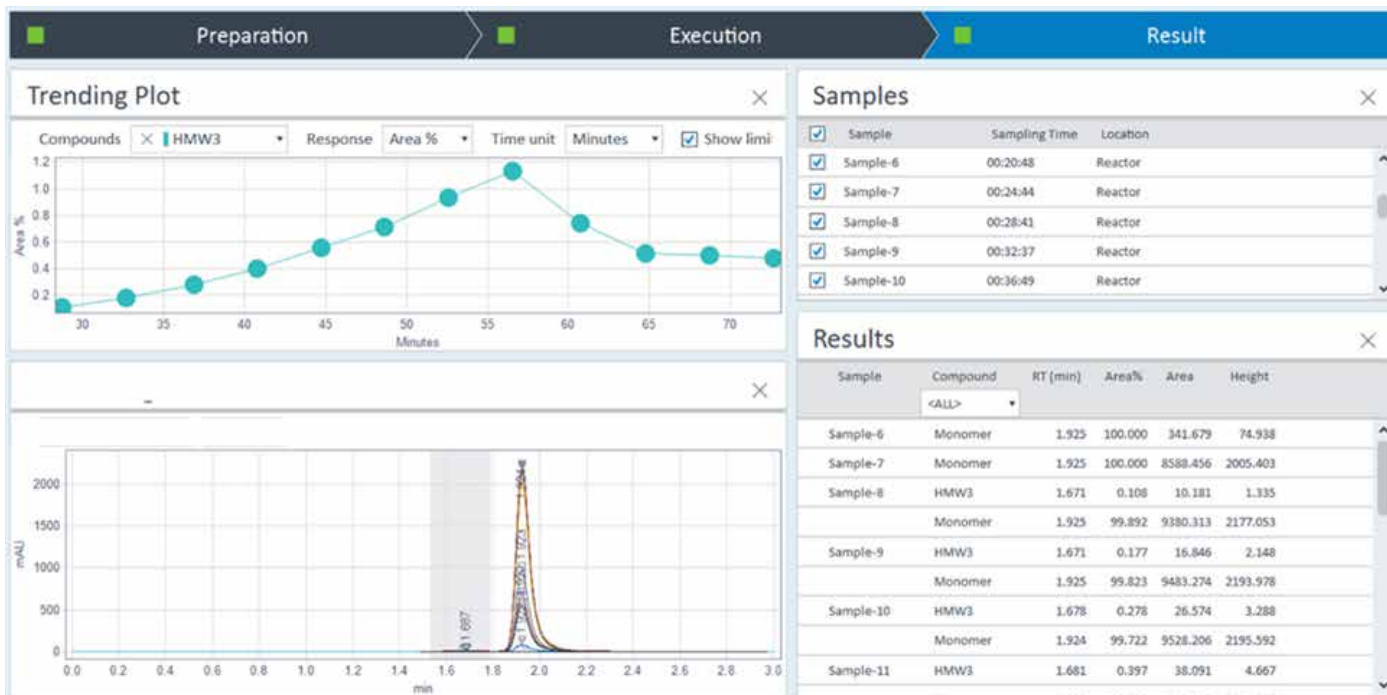 Preparation
Execution
Result
Trending Plot
Compounds HMW3 Response Area % Time unit Minutes Show limi
1.2
1.0
0.8
0.6
0.4
0.2
Area %
30 35 40 45 50 55 60 65 70
Minutes
2000
1500
1000
500
0
mAU
1.923
1.687
0.0 0.2 0.4 0.6 0.8 1.0 1.2 1.4 1.6 1.8 2.0 2.2 2.4 2.6 2.8 3.0
min
Samples
Sample Sampling Time Location
Sample-6 00:20:48 Reactor
Sample-7 00:24:44 Reactor
Sample-8 00:28:41 Reactor
Sample-9 00:32:37 Reactor
Sample-10 00:36:49 Reactor
Results
Sample Compound RT (min) Area% Area Height
<ALL>
Sample-6 Monomer 1.925 100.000 341.679 74.938
Sample-7 Monomer 1.925 100.000 8588.456 2005.403
Sample-8 HMW3 1.671 0.108 10.181 1.335
Monomer 1.925 99.892 9380.313 2177.053
Sample-9 HMW3 1.671 0.177 16.846 2.148
Monomer 1.925 99.823 9483.274 2193.978
Sample-10 HMW3 1.678 0.278 26.574 3.288
Monomer 1.924 99.722 9528.206 2195.592
Sample-11 HMW3 1.681 0.397 38.091 4.667